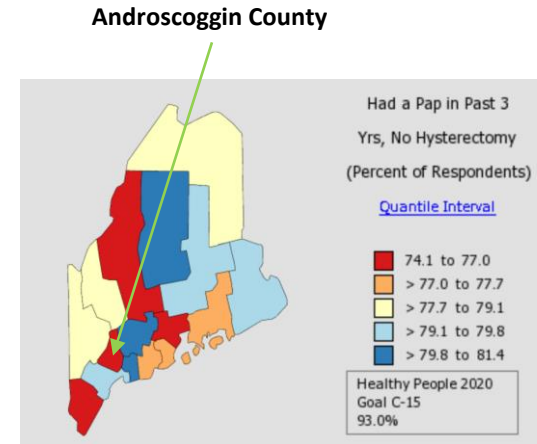 Androscoggin County
Had a Pap in Past 3
Yrs, No Hysterectomy
(Percent of Respondents)
Quantile Interval
74.1 to 77.0
> 77.0 to 77.7
> 77.7 to 79.1
> 79.1 to 79.8
> 79.8 to 81.4
Healthy People 2020
Goal C-15
93.0%